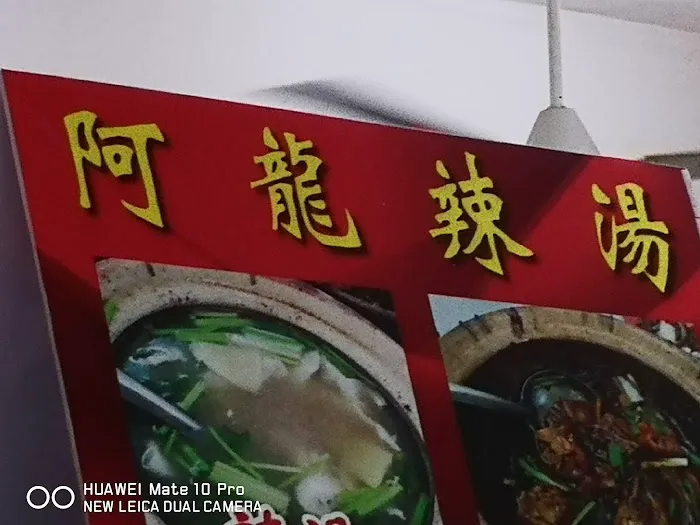 阿龍辣湯
HUAWEI Mate 10 Pro
NEW LEICA DUAL CAMERA